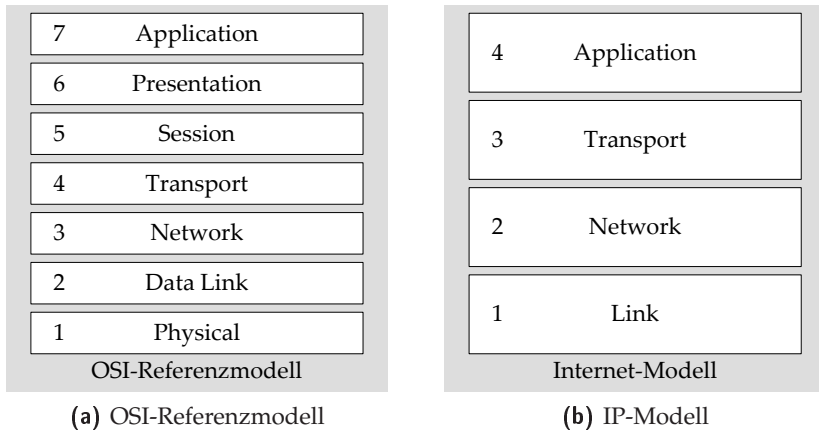 7 Application
6 Presentation
5 Session
4 Transport
3 Network
2 Data Link
1 Physical
OSI-Referenzmodell
(a) OSI-Referenzmodell
4 Application
3 Transport
2 Network
1 Link
Internet-Modell
(b) IP-Modell